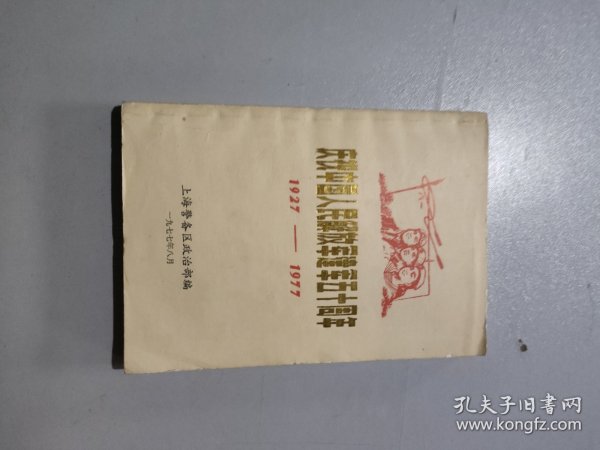 庆祝中国人民解放军建军五十周年
1927 — 1977
上海警备区政治部编
一九七七年八月
孔夫子旧书网
www.kongfz.com